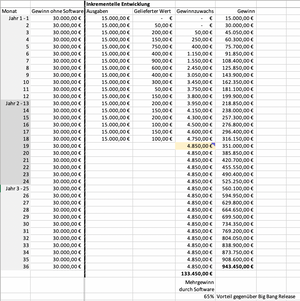 Inkrementelle Entwicklung
Monat Gewinn ohne Software Ausgaben Gelieferter Wert Gewinnzuwachs Gewinn
Jahr 1 - 1 30.000,00 € 15.000,00 € - € - € 15.000,00 €
2 30.000,00 € 15.000,00 € 50,00 € - € 30.000,00 €
3 30.000,00 € 15.000,00 € 200,00 € 50,00 € 45.050,00 €
4 30.000,00 € 15.000,00 € 150,00 € 250,00 € 60.300,00 €
5 30.000,00 € 15.000,00 € 750,00 € 400,00 € 75.700,00 €
6 30.000,00 € 15.000,00 € 400,00 € 1.150,00 € 91.850,00 €
7 30.000,00 € 15.000,00 € 900,00 € 1.550,00 € 108.400,00 €
8 30.000,00 € 15.000,00 € 600,00 € 2.450,00 € 125.850,00 €
9 30.000,00 € 15.000,00 € 400,00 € 3.050,00 € 143.900,00 €
10 30.000,00 € 15.000,00 € 300,00 € 3.450,00 € 162.350,00 €
11 30.000,00 € 15.000,00 € 50,00 € 3.750,00 € 181.100,00 €
12 30.000,00 € 15.000,00 € 150,00 € 3.800,00 € 199.900,00 €
Jahr 2 - 13 30.000,00 € 15.000,00 € 200,00 € 3.950,00 € 218.850,00 €
14 30.000,00 € 15.000,00 € 150,00 € 4.150,00 € 238.000,00 €
15 30.000,00 € 15.000,00 € 200,00 € 4.300,00 € 257.300,00 €
16 30.000,00 € 15.000,00 € 100,00 € 4.500,00 € 276.800,00 €
17 30.000,00 € 15.000,00 € 150,00 € 4.600,00 € 296.400,00 €
18 30.000,00 € 15.000,00 € 100,00 € 4.750,00 € 316.150,00 €
19 30.000,00 € 4.850,00 € 351.000,00 €
20 30.000,00 € 4.850,00 € 385.850,00 €
21 30.000,00 € 4.850,00 € 420.700,00 €
22 30.000,00 € 4.850,00 € 455.550,00 €
23 30.000,00 € 4.850,00 € 490.400,00 €
24 30.000,00 € 4.850,00 € 525.250,00 €
Jahr 3 - 25 30.000,00 € 4.850,00 € 560.100,00 €
26 30.000,00 € 4.850,00 € 594.950,00 €
27 30.000,00 € 4.850,00 € 629.800,00 €
28 30.000,00 € 4.850,00 € 664.650,00 €
29 30.000,00 € 4.850,00 € 699.500,00 €
30 30.000,00 € 4.850,00 € 734.350,00 €
31 30.000,00 € 4.850,00 € 769.200,00 €
32 30.000,00 € 4.850,00 € 804.050,00 €
33 30.000,00 € 4.850,00 € 838.900,00 €
34 30.000,00 € 4.850,00 € 873.750,00 €
35 30.000,00 € 4.850,00 € 908.600,00 €
36 30.000,00 € 4.850,00 € 943.450,00 €
133.450,00 €
Mehrgewinn
durch Software
65% Vorteil gegenüber Big Bang Release